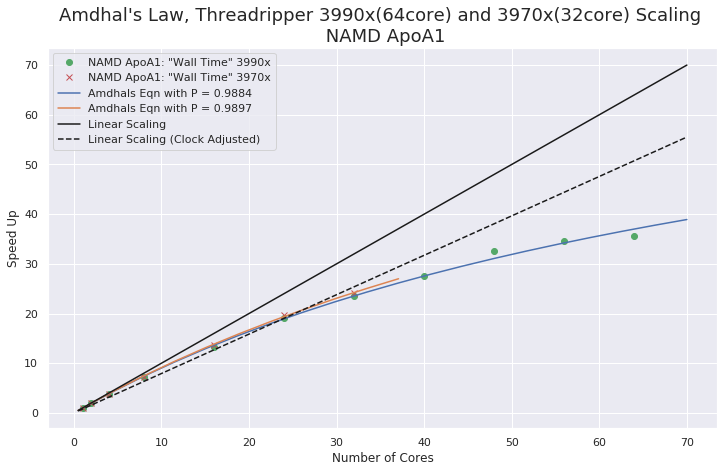 Amdhal's Law, Threadripper 3990x(64core) and 3970x(32core) Scaling
NAMD ApoA1
NAMD ApoA1: "Wall Time" 3990x
NAMD ApoA1: "Wall Time" 3970x
Amdhals Eqn with P = 0.9884
Amdhals Eqn with P = 0.9897
Linear Scaling
Linear Scaling (Clock Adjusted)
Speed Up
70
60
50
40
30
20
10
0
0 10 20 30 40 50 60 70
Number of Cores